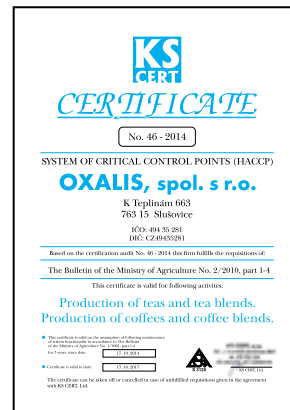 KS
CERT
CERTIFICATE
No. 46 - 2014
SYSTEM OF CRITICAL CONTROL POINTS (HACCP)
OXALIS, spol. s r.o.
K Teplinám 663
763 15 Slušovice
IČO: 494 35 281
DIČ: CZ49435281
Based on the certification audit No. 46 - 2014 this firm fulfills the requisitions of:
The Bulletin of the Ministry of Agriculture No. 2/2010, part 1-4
This certificate is valid for following activites:
Production of teas and tea blends.
Production of coffees and coffee blends.
This certificate is valid on the assumption of following maintenance
of system functionality in accordance to The Bulletin
of the Ministry of Agriculture No. 2/2010, part 1-4
for 3 years since date:
17. 10. 2014
Certificate is valid to date
17. 10. 2017
KS CERT, Ltd.
The certificate can be taken off or cancelled in case of unfulfilled requisitions given in the agreement
with KS CERT, Ltd.